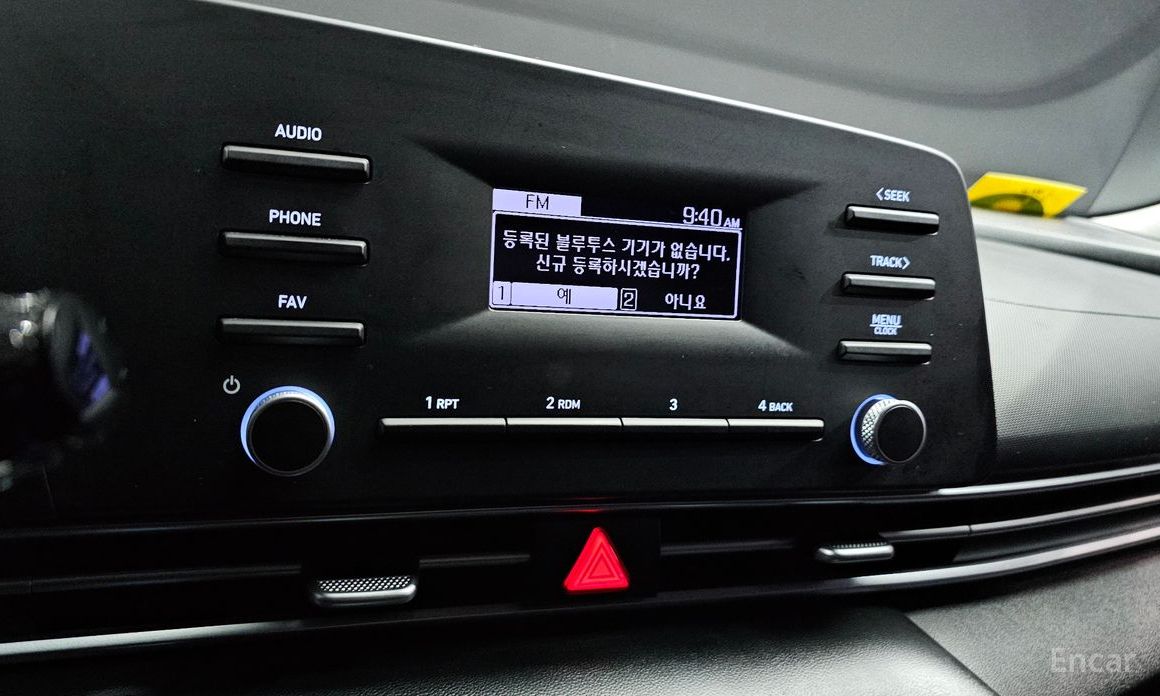 AUDIO
PHONE
FAV
FM
9:40 AM
등록된 블루투스 기기가 없습니다.
신규 등록하시겠습니까?
1 예 2 아니요
<SEEK
TRACK>
MENU
CLOCK
1 RPT
2 RDM
3
4 BACK
Encar